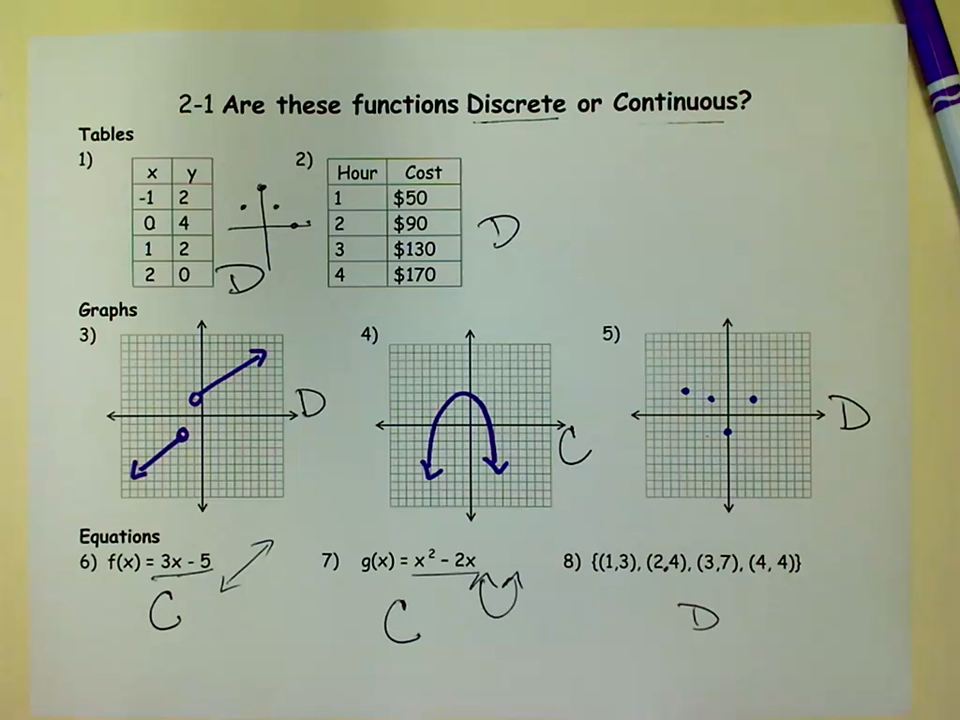 2-1 Are these functions Discrete or Continuous?
Tables
1) 2)
x y Hour Cost
-1 2 1 $50
0 4 2 $90
1 2 3 $130
2 0 4 $170
D D
Graphs
3) 4) 5)
D C D
Equations
6) f(x) = 3x - 5 7) g(x) = x² - 2x 8) {(1,3), (2,4), (3,7), (4, 4)}
C C D